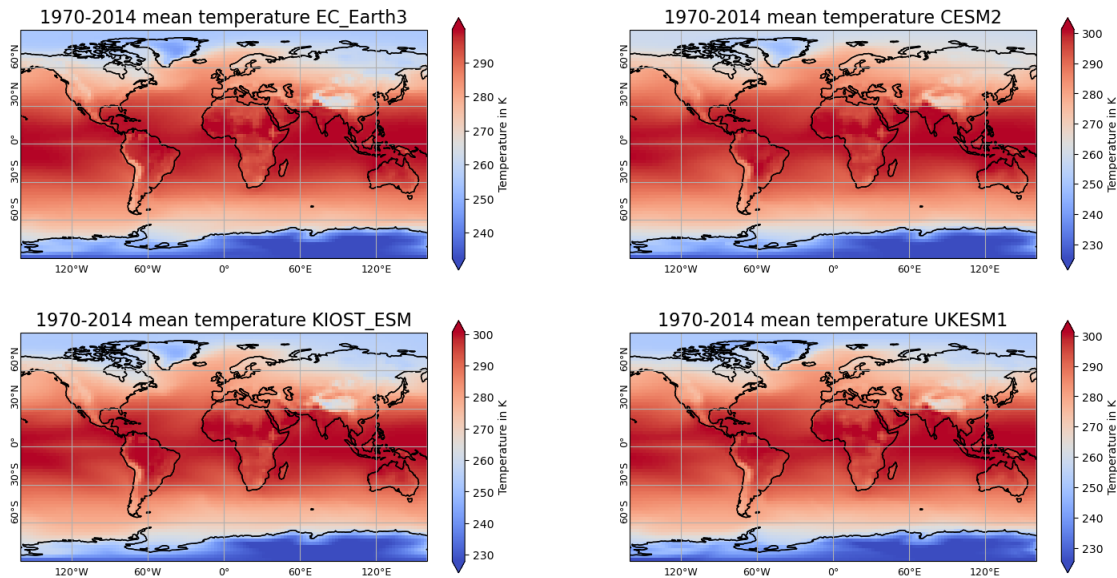 1970-2014 mean temperature EC_Earth3
60°N
30°N
0°
30°S
60°S
120°W 60°W 0° 60°E 120°E
290
280
270
260
250
240
Temperature in K
1970-2014 mean temperature CESM2
60°N
30°N
0°
30°S
60°S
120°W 60°W 0° 60°E 120°E
300
290
280
270
260
250
240
230
Temperature in K
1970-2014 mean temperature KIOST_ESM
60°N
30°N
0°
30°S
60°S
120°W 60°W 0° 60°E 120°E
300
290
280
270
260
250
240
230
Temperature in K
1970-2014 mean temperature UKESM1
60°N
30°N
0°
30°S
60°S
120°W 60°W 0° 60°E 120°E
300
290
280
270
260
250
240
230
Temperature in K